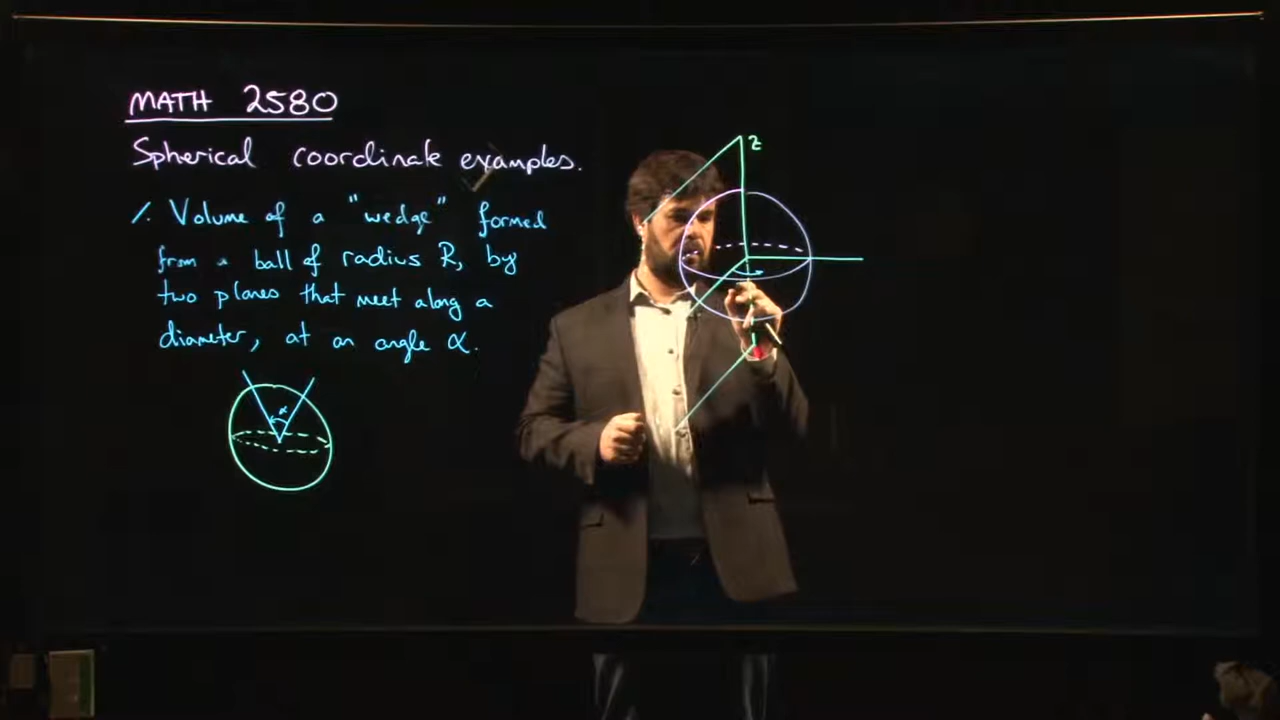 MATH 2580
Spherical coordinate examples.
1. Volume of a "wedge" formed
from a ball of radius R, by
two planes that meet along a
diameter, at an angle α.
α
z